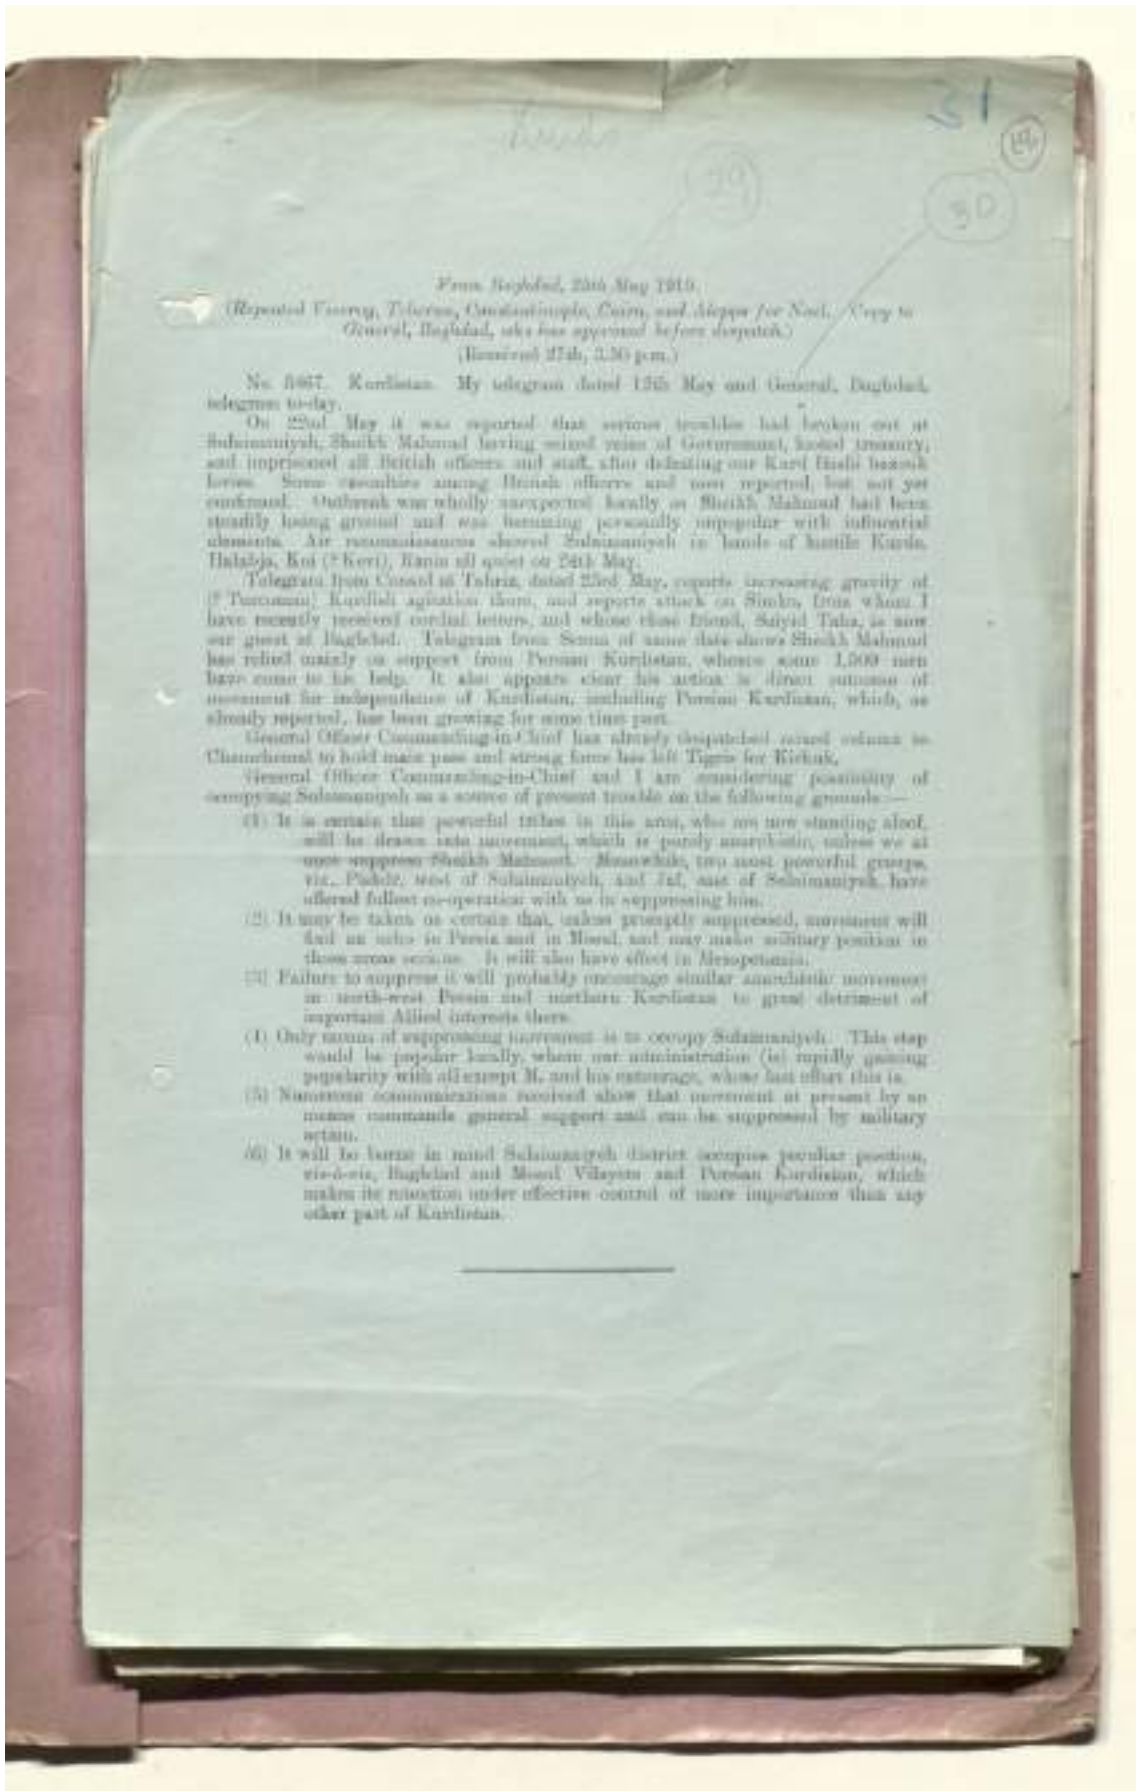 31
29
30
From Baghdad, 25th May 1919.
(Repeated Viceroy, Teheran, Constantinople, Cairo, and Aleppo for Noel. Copy to
General, Baghdad, who has approved before despatch.)
(Received 27th, 3.30 p.m.)
Kurdistan. My telegram dated May and General, Baghdad,
telegram to-day.
On 22nd May it was reported that serious troubles had broken out at
Sulaimaniyeh, Sheikh Mahmud having seized reins of Government, looted treasury,
and imprisoned all British officers and staff, after defeating our Kurd Bashi bazouk
forces. Some casualties among British officers and men reported, but not yet
confirmed. Outbreak was wholly unexpected locally as Sheikh Mahmud had been
steadily losing ground and was becoming personally unpopular with influential
elements. Air reconnaissances showed Sulaimaniyeh in hands of hostile Kurds.
Halabja, Koi (? Kevi), Rania all quiet on 24th May.
Telegram from Consul at Tabriz, dated 23rd May, reports increasing gravity of
Kurdish agitation there, and reports attack on Simko, from whom I
have recently received cordial letters, and whose close friend, Saiyid Taha, is now
our guest at Baghdad. Telegram from Senna of same date shows Sheikh Mahmud
has relied mainly on support from Persian Kurdistan, whence some 1,500 men
have come to his help. It also appears clear his action is direct outcome of
movement for independence of Kurdistan, including Persian Kurdistan, which, as
already reported, has been growing for some time past.
General Officer Commanding-in-Chief has already despatched mixed column to
Chamchemal to hold main pass and strong force has left Tigris for Kirkuk.
General Officer Commanding-in-Chief and I are considering possibility of
occupying Sulaimaniyeh as a source of present trouble on the following grounds:—
(1) It is certain that powerful tribes in this area, who are now standing aloof,
will be drawn into movement, which is purely anarchistic, unless we at
once suppress Sheikh Mahmud. Meanwhile, two most powerful groups,
viz., Pishdr, west of Sulaimaniyeh, and Jaf, east of Sulaimaniyeh, have
offered fullest co-operation with us in suppressing him.
(2) It may be taken as certain that, unless promptly suppressed, movement will
find an echo in Persia and in Mosul, and may make military position in
those areas serious. It will also have effect in Mesopotamia.
(3) Failure to suppress it will probably encourage similar anarchistic movement
in north-west Persia and northern Kurdistan to great detriment of
important Allied interests there.
(4) Only means of suppressing movement is to occupy Sulaimaniyeh. This step
would be popular locally, where our administration (is) rapidly gaining
popularity with all except M. and his entourage, whose last effort this is.
(5) Numerous communications received show that movement at present by no
means commands general support and can be suppressed by military
action.
(6) It will be borne in mind Sulaimaniyeh district occupies peculiar position,
vis-à-vis, Baghdad and Mosul Vilayets and Persian Kurdistan, which
makes its retention under effective control of more importance than any
other part of Kurdistan.